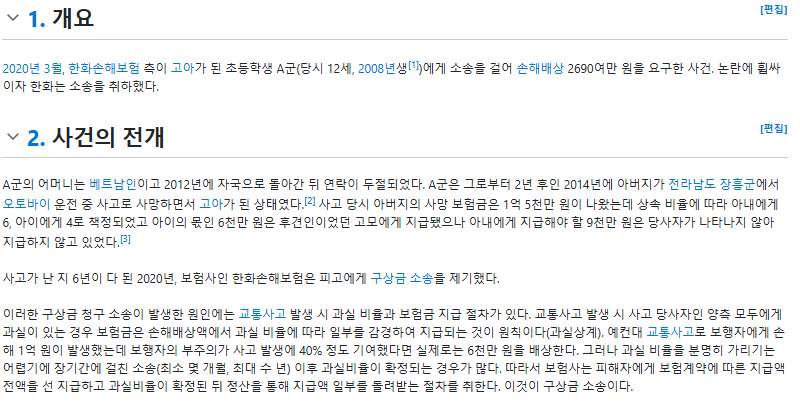 1. 개요
[편집]
2020년 3월, 한화손해보험 측이 고아가 된 초등학생 A군(당시 12세, 2008년생[1])에게 소송을 걸어 손해배상 2690여만 원을 요구한 사건. 논란에 휩싸
이자 한화는 소송을 취하했다.
2. 사건의 전개
[편집]
A군의 어머니는 베트남인이고 2012년에 자국으로 돌아간 뒤 연락이 두절되었다. A군은 그로부터 2년 후인 2014년에 아버지가 전라남도 장흥군에서
오토바이 운전 중 사고로 사망하면서 고아가 된 상태였다.[2] 사고 당시 아버지의 사망 보험금은 1억 5천만 원이 나왔는데 상속 비율에 따라 아내에게
6, 아이에게 4로 책정되었고 아이의 몫인 6천만 원은 후견인이었던 고모에게 지급됐으나 아내에게 지급해야 할 9천만 원은 당사자가 나타나지 않아
지급하지 않고 있었다.[3]
사고가 난 지 6년이 다 된 2020년, 보험사인 한화손해보험은 피고에게 구상금 소송을 제기했다.
이러한 구상금 청구 소송이 발생한 원인에는 교통사고 발생 시 과실 비율과 보험금 지급 절차가 있다. 교통사고 발생 시 사고 당사자인 양측 모두에게
과실이 있는 경우 보험금은 손해배상액에서 과실 비율에 따라 일부를 감경하여 지급되는 것이 원칙이다(과실상계). 예컨대 교통사고로 보행자에게 손
해 1억 원이 발생했는데 보행자의 부주의가 사고 발생에 40% 정도 기여했다면 실제로는 6천만 원을 배상한다. 그러나 과실 비율을 분명히 가리기는
어렵기에 장기간에 걸친 소송(최소 몇 개월, 최대 수 년) 이후 과실비율이 확정되는 경우가 많다. 따라서 보험사는 피해자에게 보험계약에 따른 지급액
전액을 선 지급하고 과실비율이 확정된 뒤 정산을 통해 지급액 일부를 돌려받는 절차를 취한다. 이것이 구상금 소송이다.